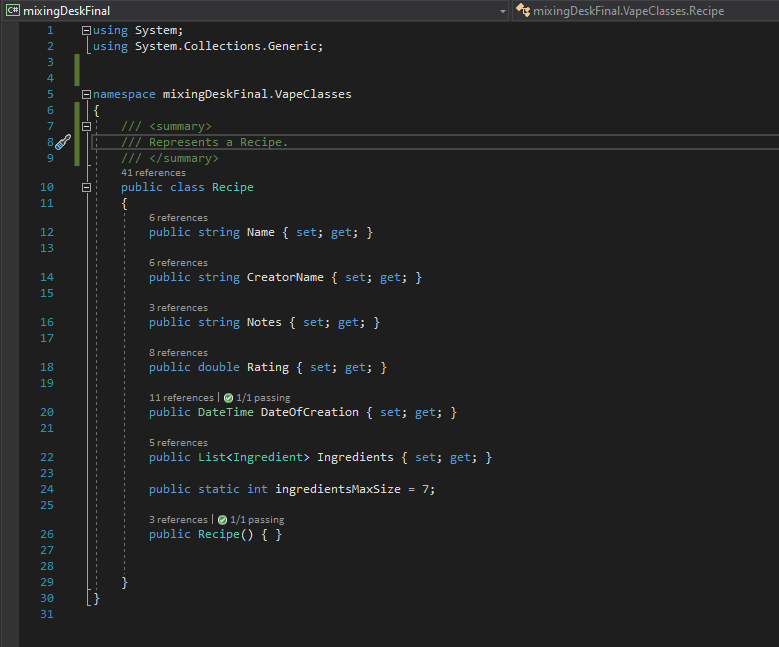 C# mixingDeskFinal mixingDeskFinal.VapeClasses.Recipe
1 using System;
2 using System.Collections.Generic;
3
4
5 namespace mixingDeskFinal.VapeClasses
6 {
7 /// <summary>
8 /// Represents a Recipe.
9 /// </summary>
41 references
10 public class Recipe
11 {
6 references
12 public string Name { set; get; }
13
6 references
14 public string CreatorName { set; get; }
15
3 references
16 public string Notes { set; get; }
17
8 references
18 public double Rating { set; get; }
19
11 references | 1/1 passing
20 public DateTime DateOfCreation { set; get; }
21
5 references
22 public List<Ingredient> Ingredients { set; get; }
23
24 public static int ingredientsMaxSize = 7;
25
3 references | 1/1 passing
26 public Recipe() { }
27
28
29 }
30 }
31